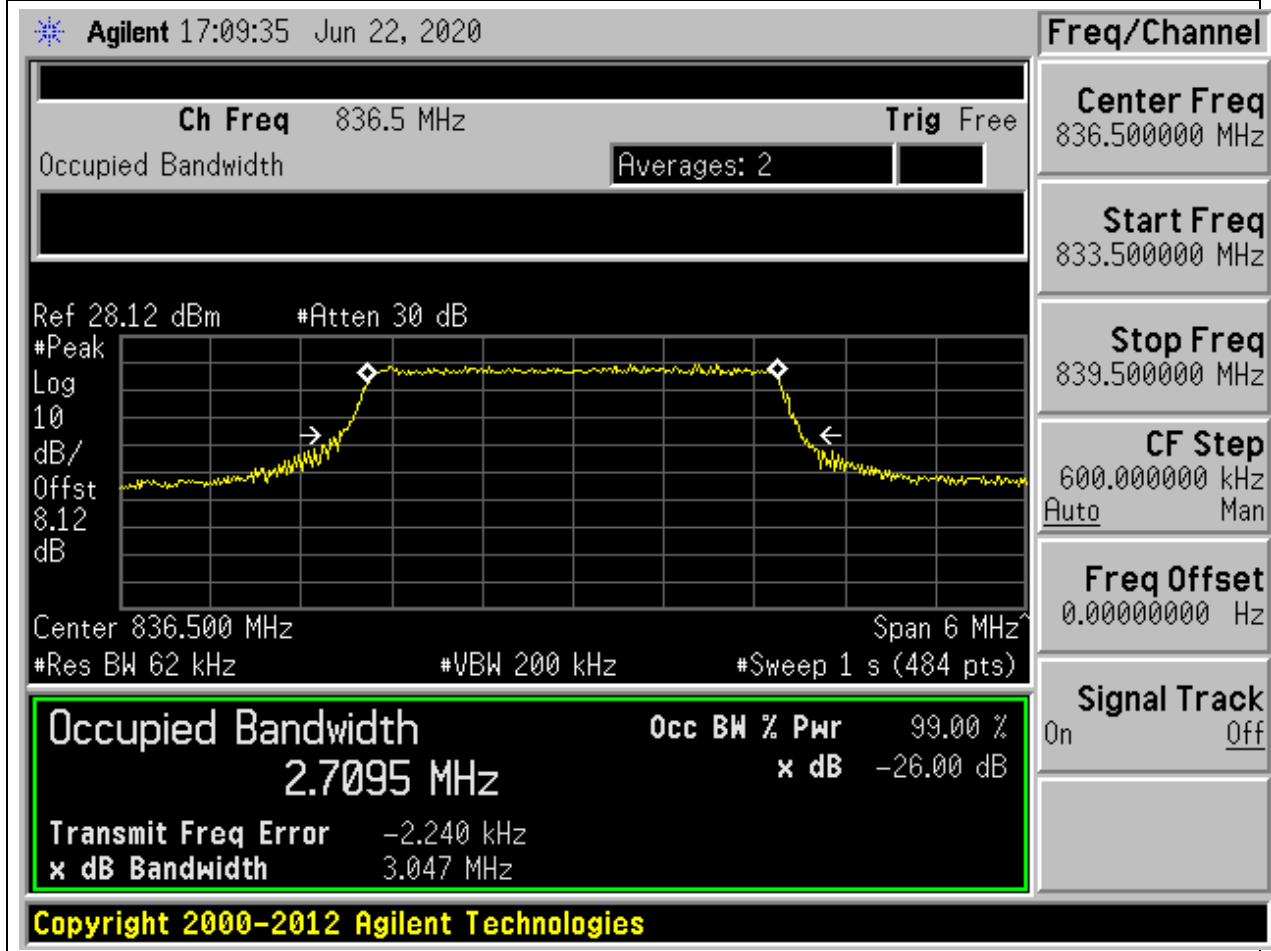 Agilent 17:09:35 Jun 22, 2020
Freq/Channel
Ch Freq 836.5 MHz Trig Free
Occupied Bandwidth Averages: 2
Center Freq
836.500000 MHz
Start Freq
833.500000 MHz
Stop Freq
839.500000 MHz
CF Step
600.000000 kHz
Auto Man
Freq Offset
0.00000000 Hz
Signal Track
On Off
Ref 28.12 dBm #Atten 30 dB
#Peak
Log
10
dB/
Offst
8.12
dB
Center 836.500 MHz Span 6 MHz^
#Res BW 62 kHz #VBW 200 kHz #Sweep 1 s (484 pts)
Occupied Bandwidth Occ BW % Pwr 99.00 %
2.7095 MHz x dB -26.00 dB
Transmit Freq Error -2.240 kHz
x dB Bandwidth 3.047 MHz
Copyright 2000-2012 Agilent Technologies